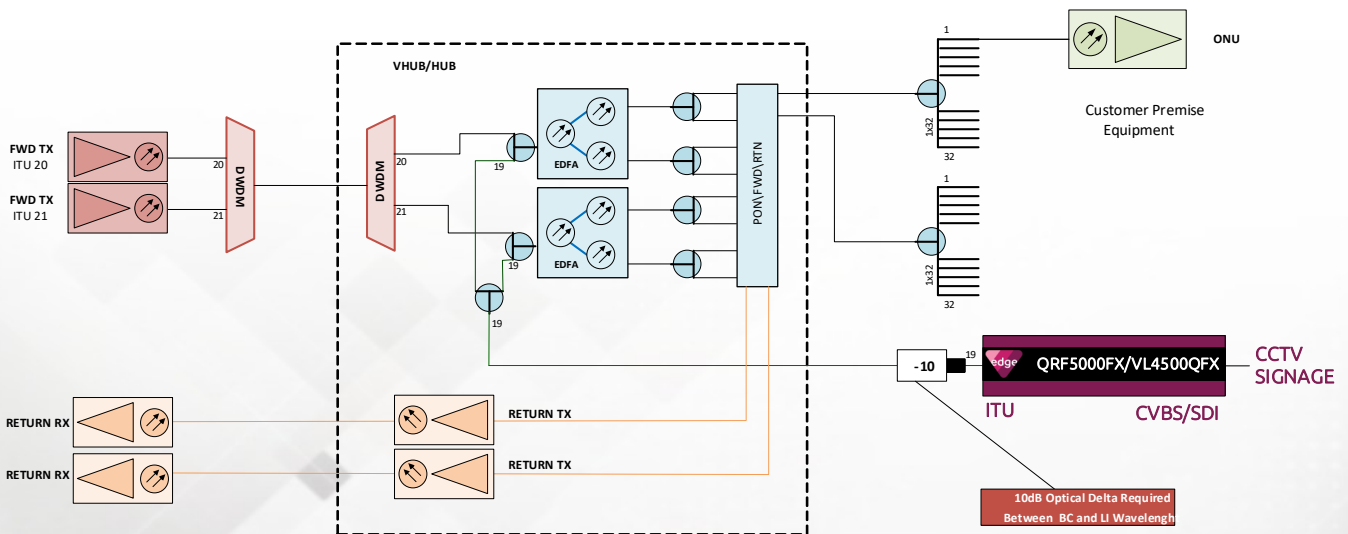 VHUB/HUB
FWD TX
ITU 20
FWD TX
ITU 21
20
21
DWDM
DWDM
20
21
19
19
19
EDFA
EDFA
PON\FWD\RTN
1
1x32
32
1
1x32
32
ONU
Customer Premise
Equipment
-10
19
edge
QRF5000FX/VL4500QFX
ITU
CVBS/SDI
CCTV
SIGNAGE
RETURN RX
RETURN RX
RETURN TX
RETURN TX
10dB Optical Delta Required
Between BC and LI Wavelenght